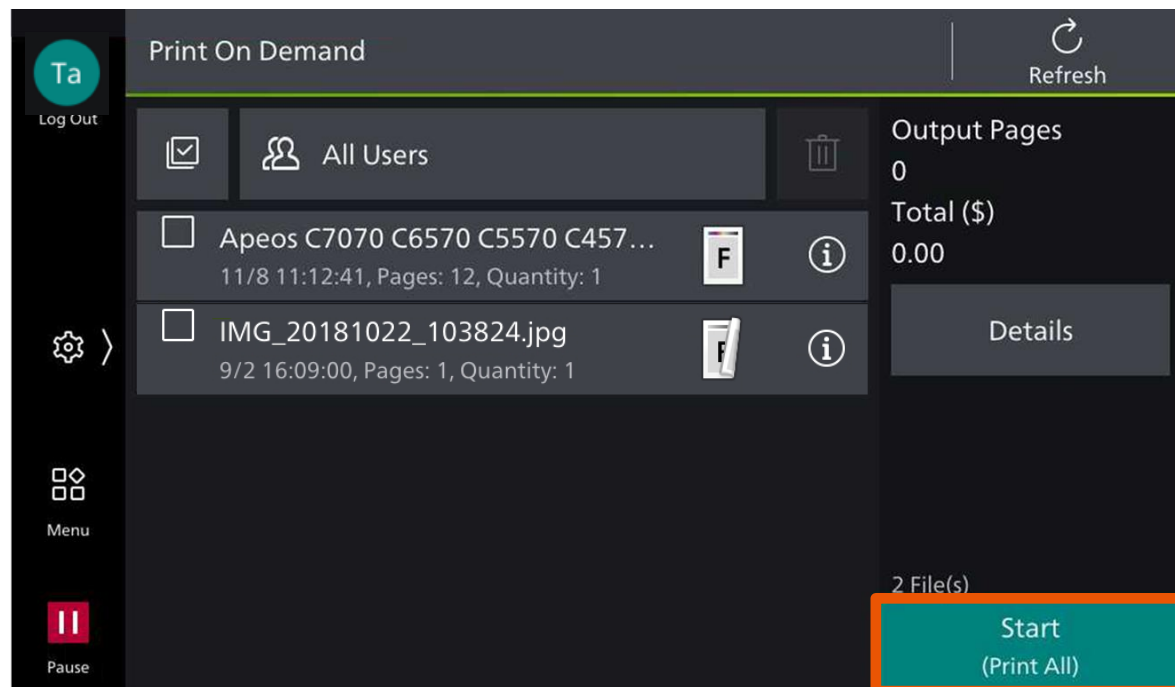 Ta
Log Out
Print On Demand
Refresh
All Users
Apeos C7070 C6570 C5570 C457...
11/8 11:12:41, Pages: 12, Quantity: 1
F
IMG_20181022_103824.jpg
9/2 16:09:00, Pages: 1, Quantity: 1
F
Output Pages
0
Total ($)
0.00
Details
Menu
Pause
2 File(s)
Start
(Print All)